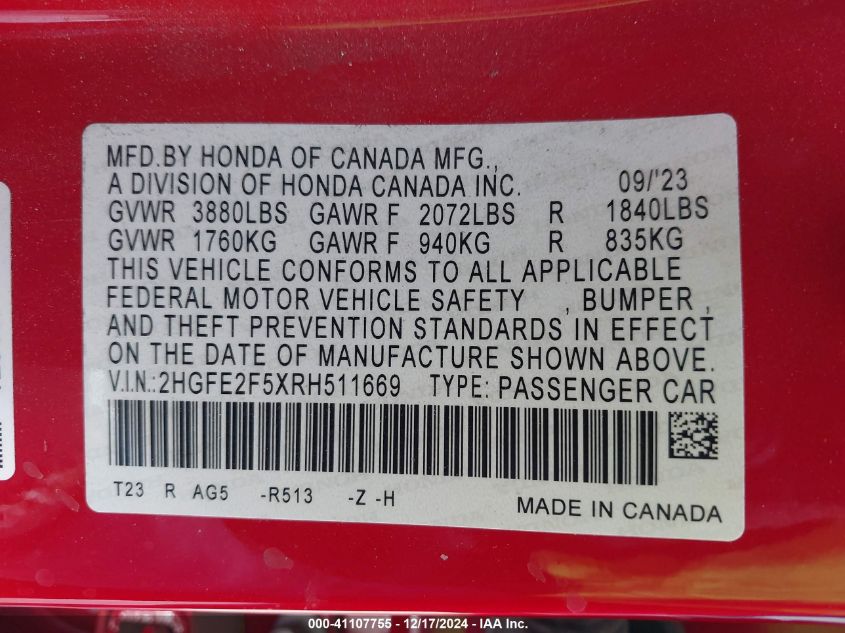 MFD.BY HONDA OF CANADA MFG.,
A DIVISION OF HONDA CANADA INC. 09/'23
GVWR 3880LBS GAWR F 2072LBS R 1840LBS
GVWR 1760KG GAWR F 940KG R 835KG
THIS VEHICLE CONFORMS TO ALL APPLICABLE
FEDERAL MOTOR VEHICLE SAFETY , BUMPER ,
AND THEFT PREVENTION STANDARDS IN EFFECT
ON THE DATE OF MANUFACTURE SHOWN ABOVE.
V.I.N.:2HGFE2F5XRH511669 TYPE: PASSENGER CAR
T23 R AG5 -R513 -Z -H
MADE IN CANADA
000-41107755 - 12/17/2024 - IAA Inc.